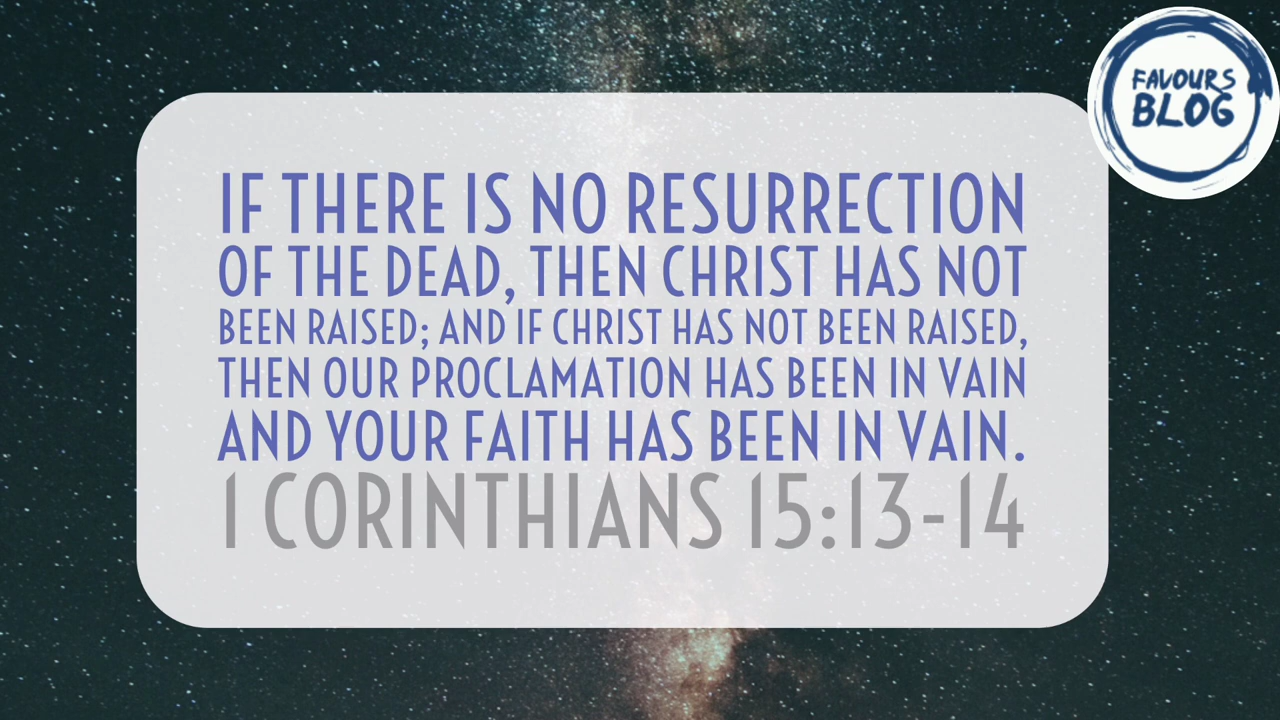 FAVOURS
BLOG
IF THERE IS NO RESURRECTION
OF THE DEAD, THEN CHRIST HAS NOT
BEEN RAISED; AND IF CHRIST HAS NOT BEEN RAISED,
THEN OUR PROCLAMATION HAS BEEN IN VAIN
AND YOUR FAITH HAS BEEN IN VAIN.
1 CORINTHIANS 15:13-14